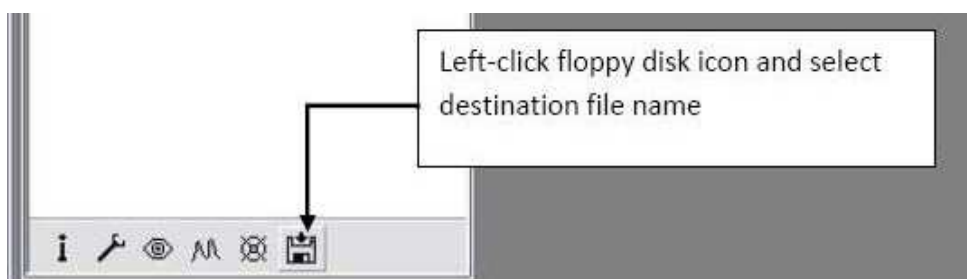 Left-click floppy disk icon and select
destination file name
i